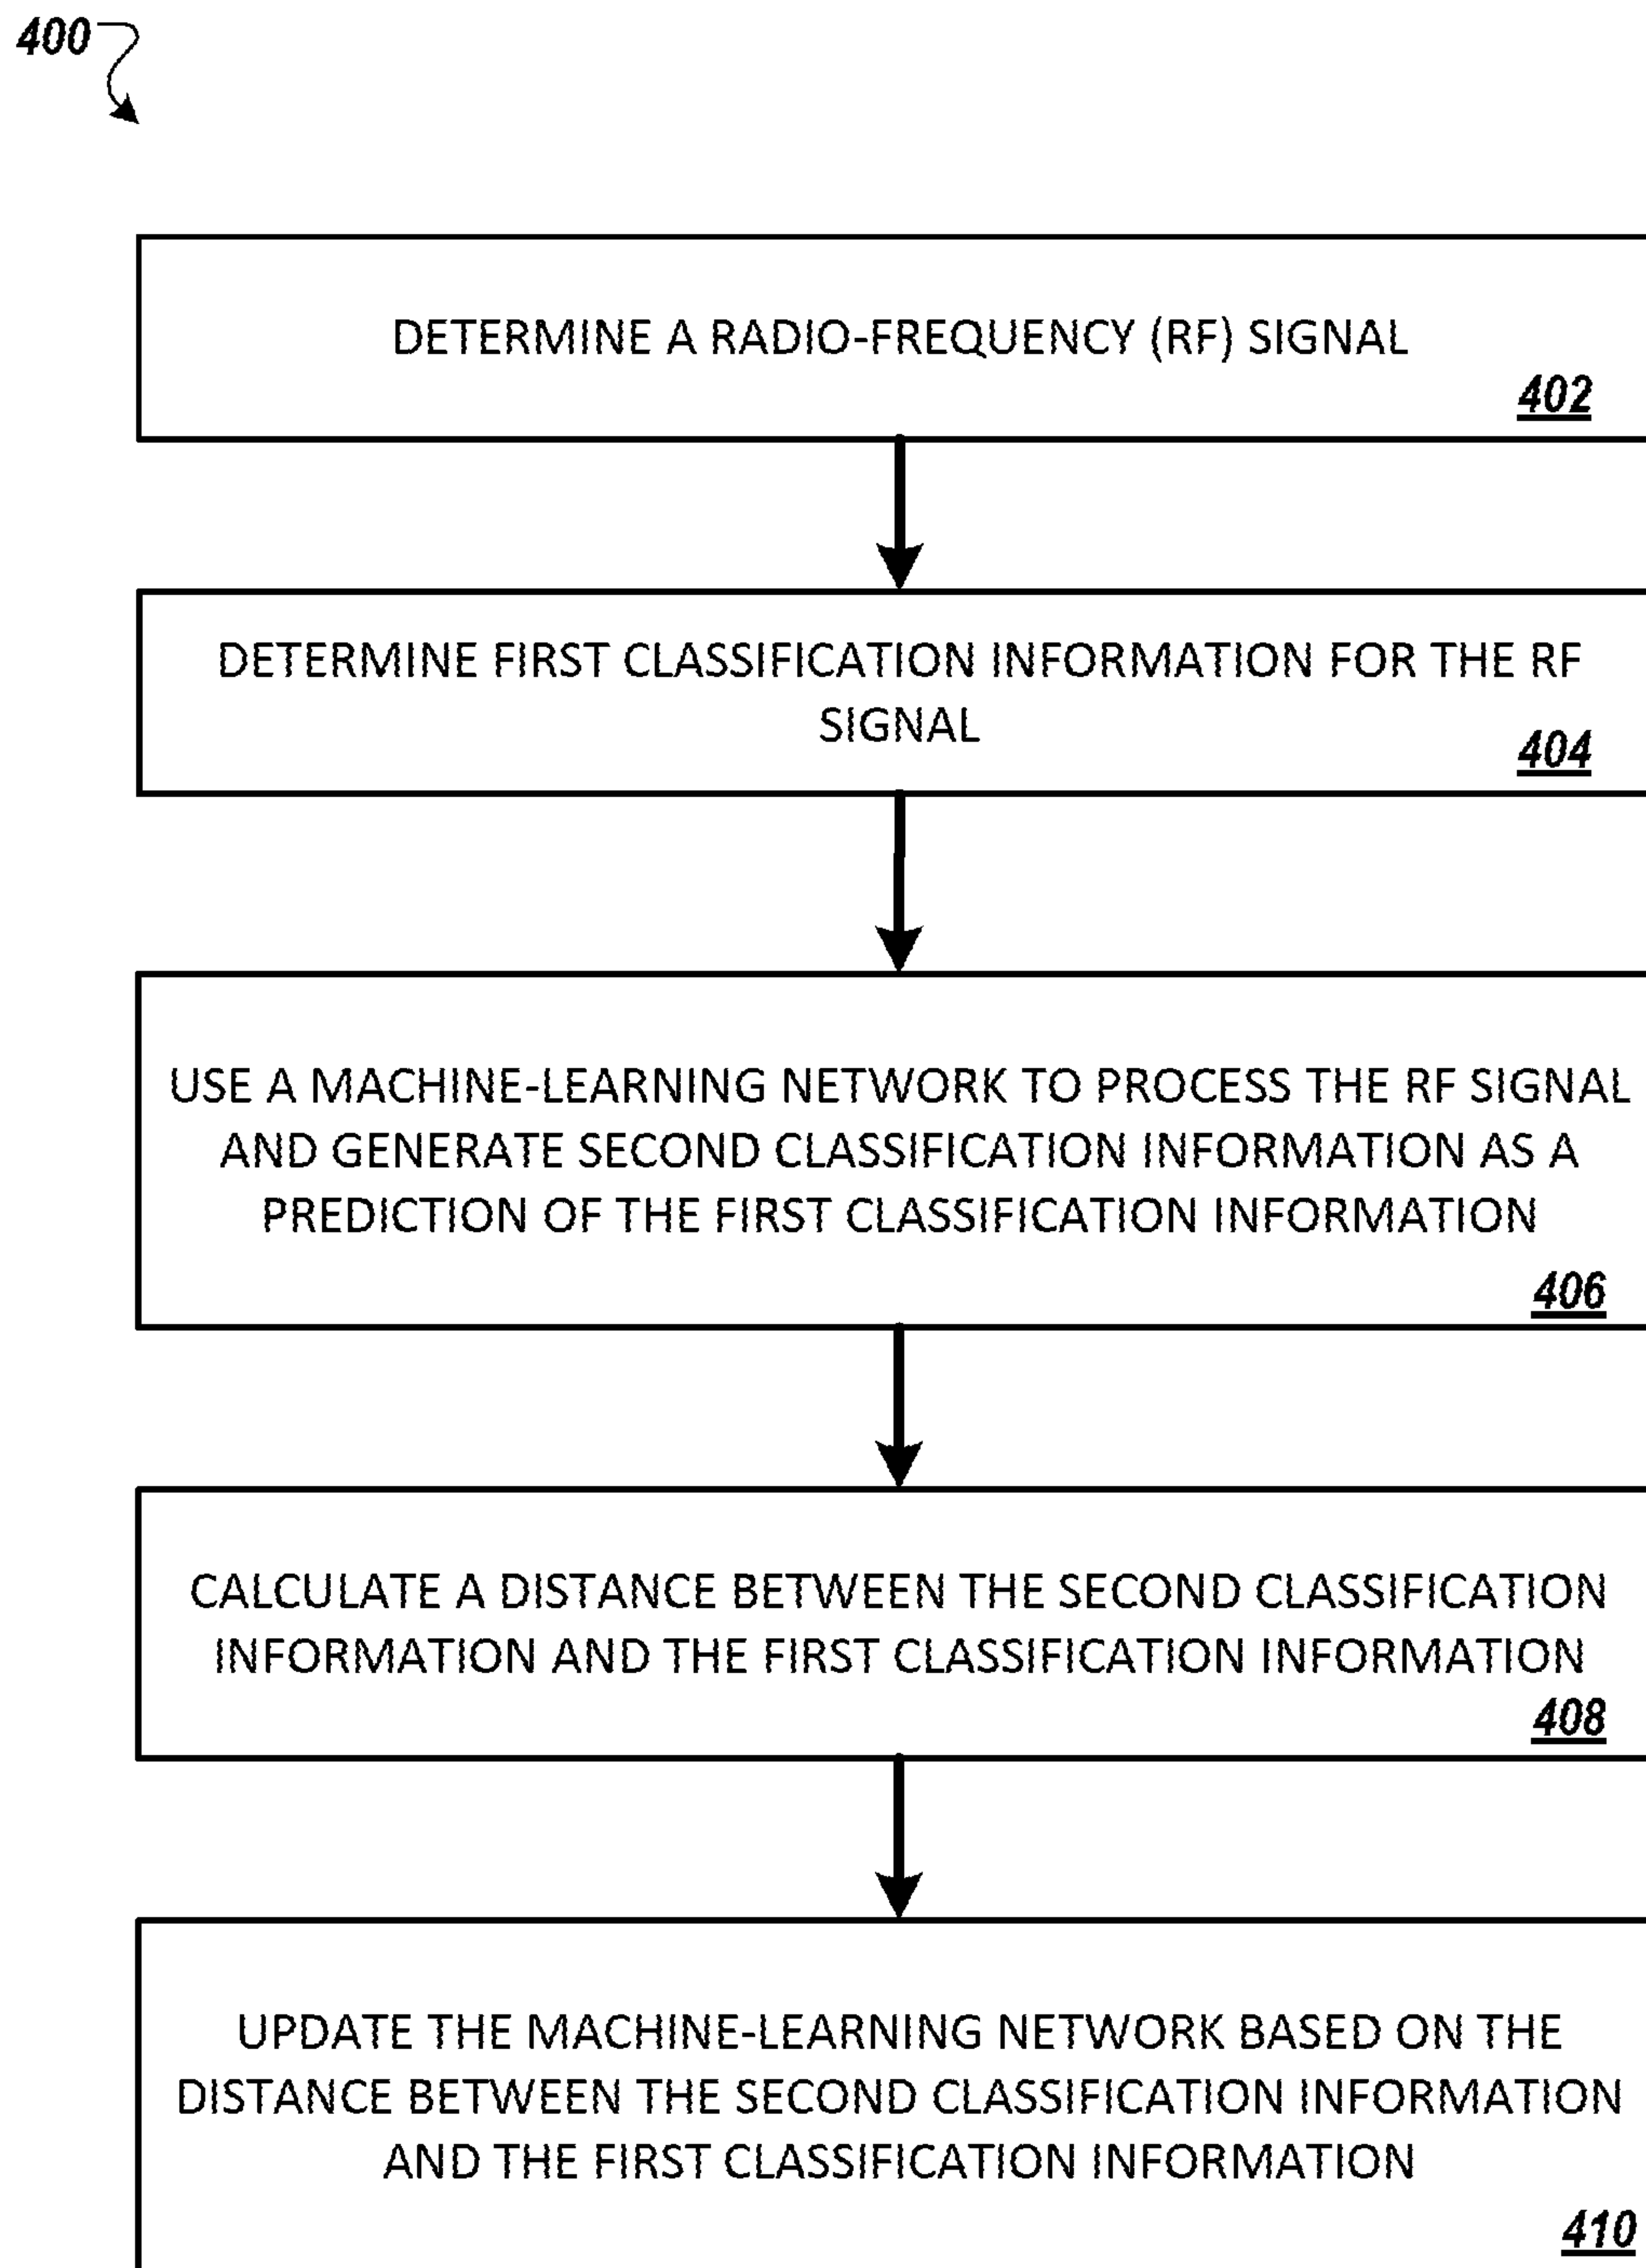 400
DETERMINE A RADIO-FREQUENCY (RF) SIGNAL
402
DETERMINE FIRST CLASSIFICATION INFORMATION FOR THE RF
SIGNAL
404
USE A MACHINE-LEARNING NETWORK TO PROCESS THE RF SIGNAL
AND GENERATE SECOND CLASSIFICATION INFORMATION AS A
PREDICTION OF THE FIRST CLASSIFICATION INFORMATION
406
CALCULATE A DISTANCE BETWEEN THE SECOND CLASSIFICATION
INFORMATION AND THE FIRST CLASSIFICATION INFORMATION
408
UPDATE THE MACHINE-LEARNING NETWORK BASED ON THE
DISTANCE BETWEEN THE SECOND CLASSIFICATION INFORMATION
AND THE FIRST CLASSIFICATION INFORMATION
410